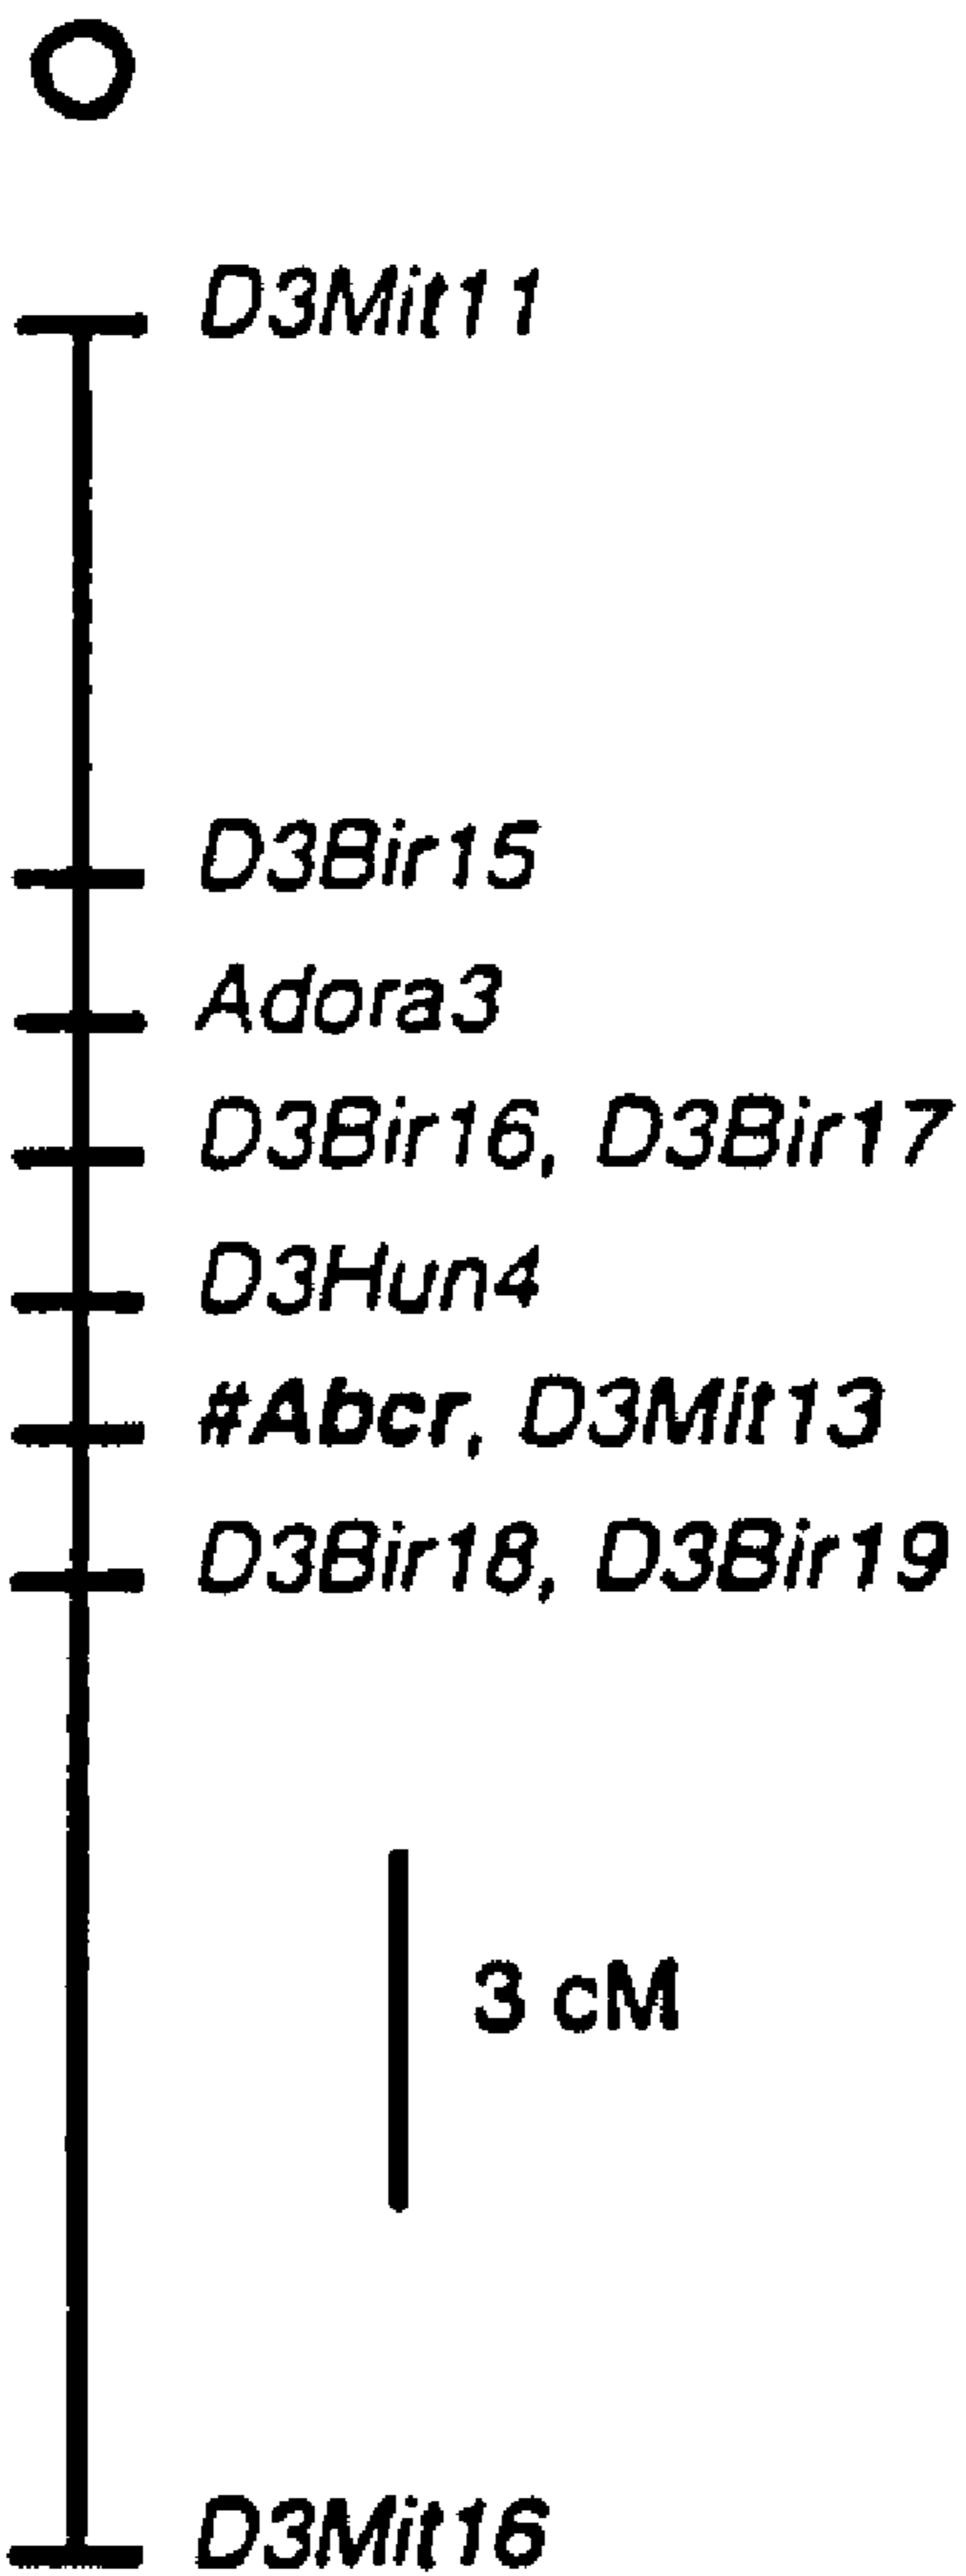 D3Mit11
D3Bir15
Adora3
D3Bir16, D3Bir17
D3Hun4
#Abcr, D3Mit13
D3Bir18, D3Bir19
3 cM
D3Mit16